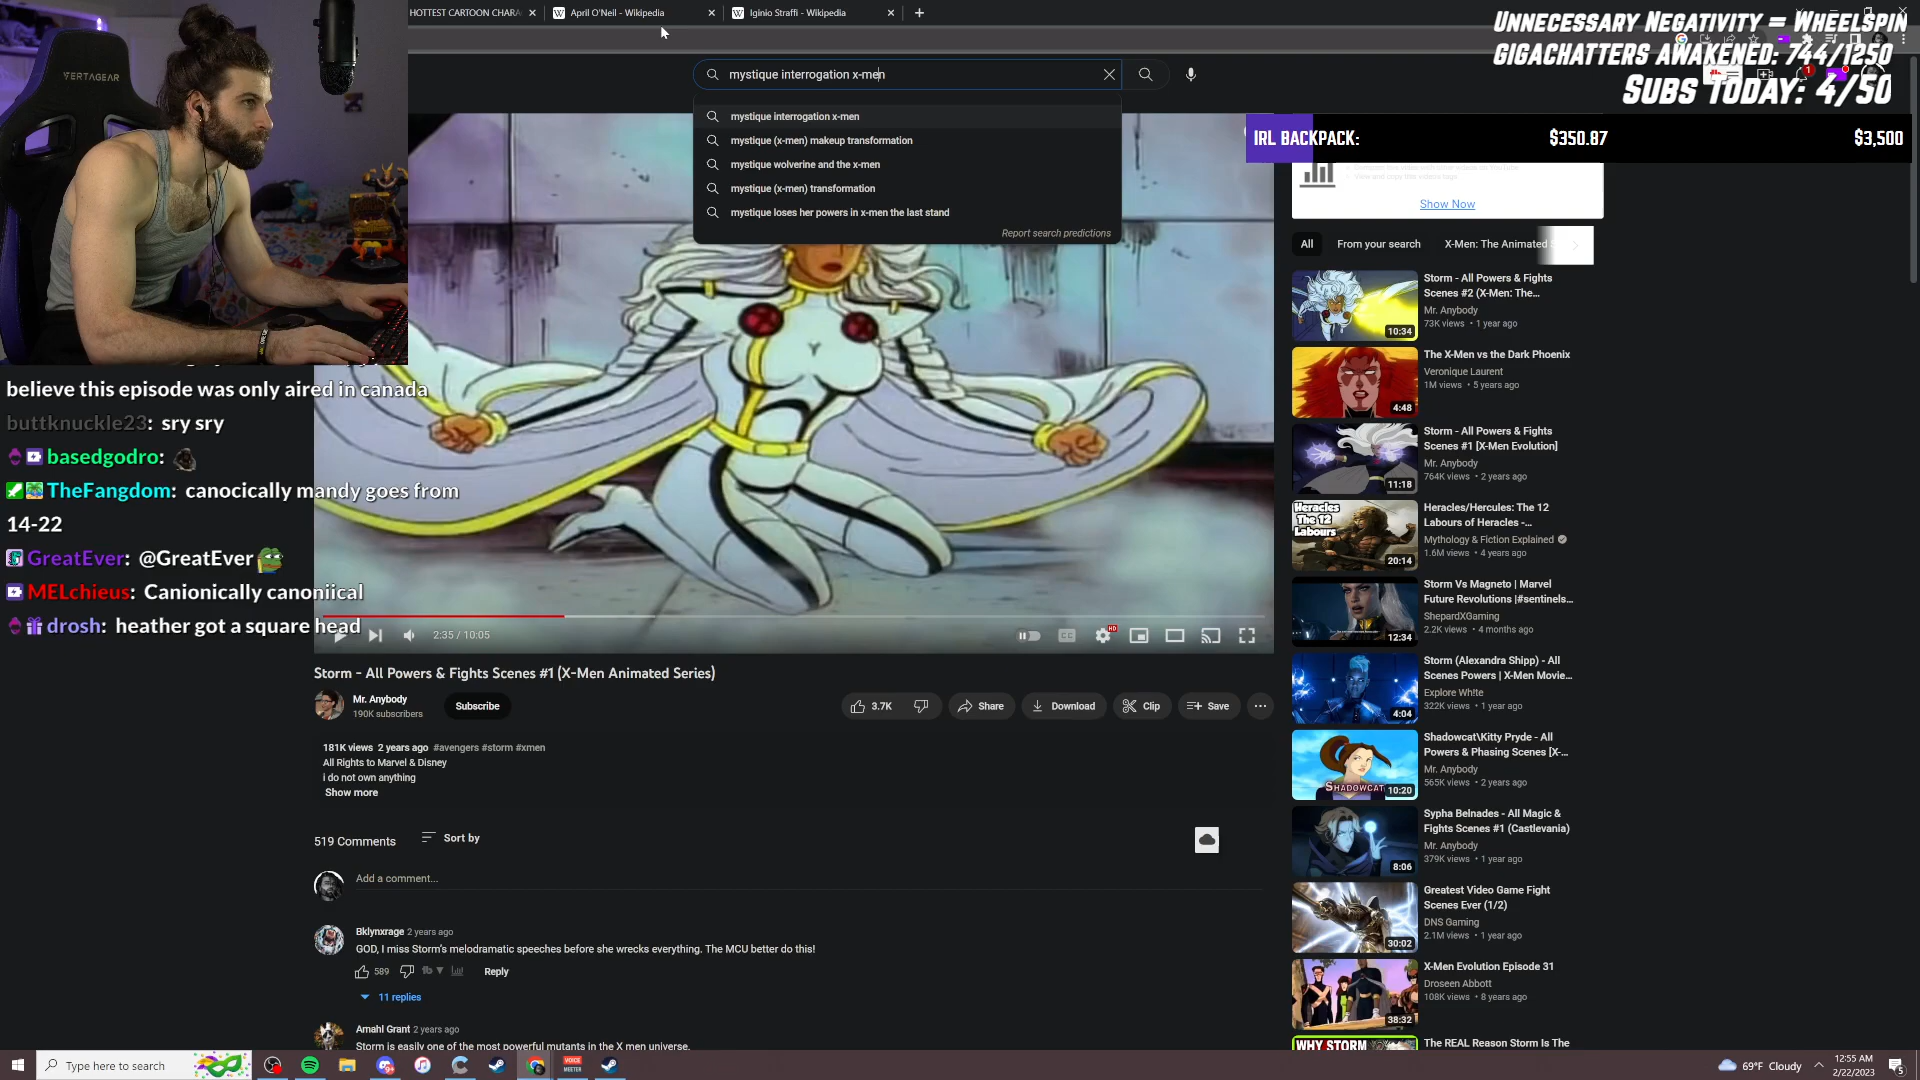 HOTTEST CARTOON CHARA
April O'Neil - Wikipedia
Iginio Straffi - Wikipedia
UNNECESSARY NEGATIVITY = WHEELSPIN
GIGACHATTERS AWAKENED: 744/1250
SUBS TODAY: 4/50
IRL BACKPACK: $350.87 $3,500
VERTAGEAR
mystique interrogation x-men
mystique interrogation x-men
mystique (x-men) makeup transformation
mystique wolverine and the x-men
mystique (x-men) transformation
mystique loses her powers in x-men the last stand
Report search predictions
Show Now
All From your search X-Men: The Animated S
believe this episode was only aired in canada
buttknuckle23: sry sry
basedgodro:
TheFangdom: canocically mandy goes from
14-22
GreatEver: @GreatEver
MELchieus: Canionically canoniical
drosh: heather got a square head
2:35 / 10:05
CC
HD
Storm - All Powers & Fights Scenes #1 (X-Men Animated Series)
Mr. Anybody
190K subscribers
Subscribe
3.7K
Share
Download
Clip
Save
181K views 2 years ago #avengers #storm #xmen
All Rights to Marvel & Disney
i do not own anything
Show more
519 Comments
Sort by
Add a comment...
Bklynxrage 2 years ago
GOD, I miss Storm's melodramatic speeches before she wrecks everything. The MCU better do this!
589
Reply
11 replies
Amahl Grant 2 years ago
Storm is easily one of the most powerful mutants in the X men universe.
Storm - All Powers & Fights
Scenes #2 (X-Men: The...
Mr. Anybody
73K views • 1 year ago
10:34
The X-Men vs the Dark Phoenix
Veronique Laurent
1M views • 5 years ago
4:48
Storm - All Powers & Fights
Scenes #1 [X-Men Evolution]
Mr. Anybody
764K views • 2 years ago
11:18
Heracles
The 12
Labours
Heracles/Hercules: The 12
Labours of Heracles -...
Mythology & Fiction Explained
1.6M views • 4 years ago
20:14
Storm Vs Magneto | Marvel
Future Revolutions |#sentinels...
ShepardXGaming
2.2K views • 4 months ago
12:34
Storm (Alexandra Shipp) - All
Scenes Powers | X-Men Movie...
Explore Wh!te
322K views • 1 year ago
4:04
Shadowcat\Kitty Pryde - All
Powers & Phasing Scenes [X-...
Mr. Anybody
565K views • 2 years ago
SHADOWCAT
10:20
Sypha Belnades - All Magic &
Fights Scenes #1 (Castlevania)
Mr. Anybody
379K views • 1 year ago
8:06
Greatest Video Game Fight
Scenes Ever (1/2)
DNS Gaming
2.1M views • 1 year ago
30:02
X-Men Evolution Episode 31
Droseen Abbott
108K views • 8 years ago
38:32
WHY STORM
The REAL Reason Storm Is The
Type here to search
VOICE
MEETER
69°F Cloudy
12:55 AM
2/22/2023
5